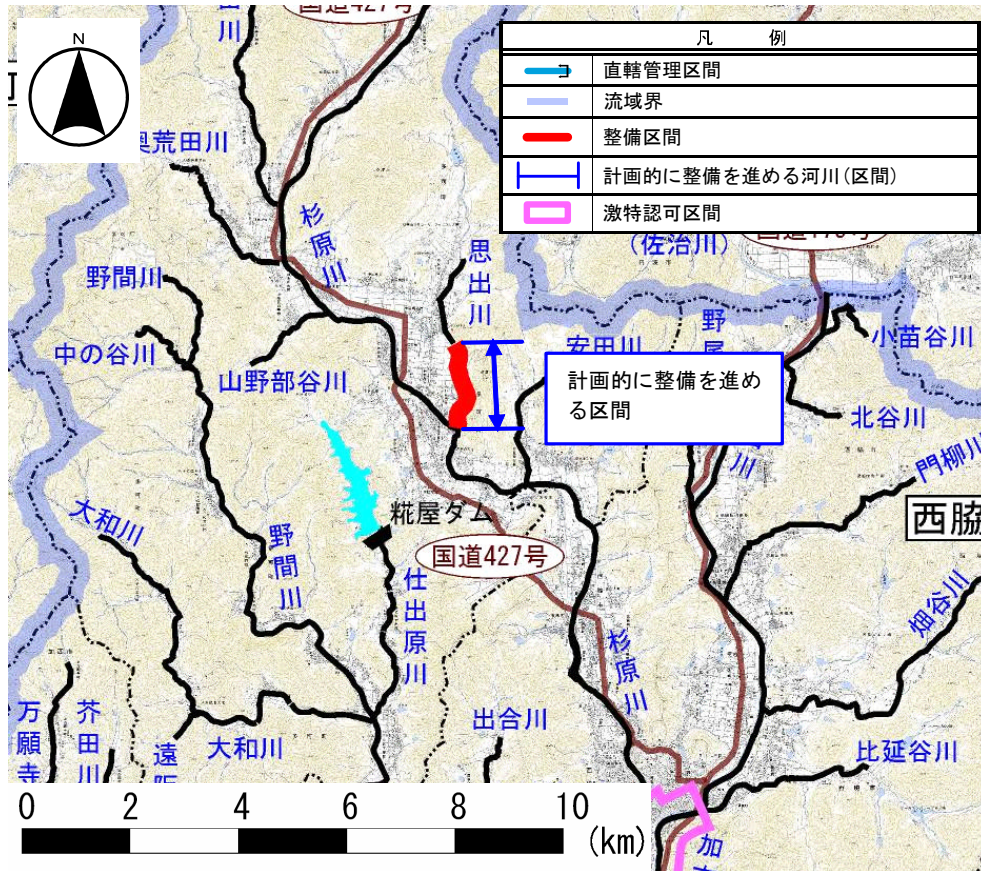 国道427号
N
凡 例
直轄管理区間
流域界
整備区間
計画的に整備を進める河川(区間)
激特認可区間
荒田川
杉原川
思出川
(佐治川)
野間川
中の谷川
山野部谷川
安田川
小苗谷川
計画的に整備を進め
る区間
北谷川
門柳川
西脇
糀屋ダム
国道427号
大和川
野間川
仕出原川
畑谷川
杉原川
万願寺
芥田川
大和川
出合川
比延谷川
0 2 4 6 8 10
(km)